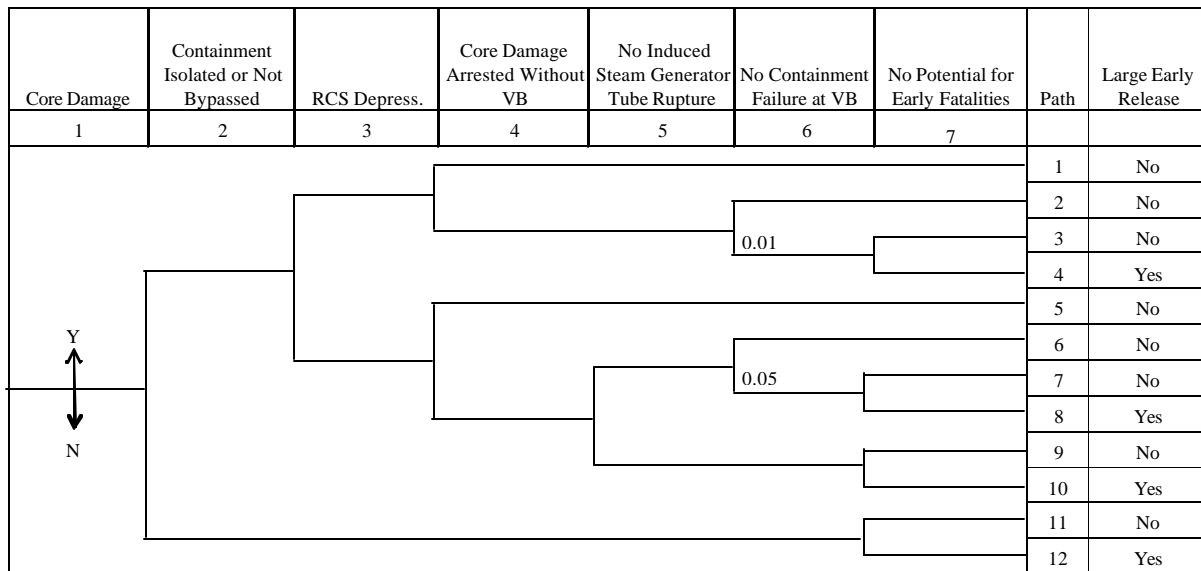 Core Damage
Containment
Isolated or Not
Bypassed
RCS Depress.
Core Damage
Arrested Without
VB
No Induced
Steam Generator
Tube Rupture
No Containment
Failure at VB
No Potential for
Early Fatalities
Path
Large Early
Release
1 2 3 4 5 6 7
1 No
2 No
0.01
3 No
4 Yes
5 No
Y
6 No
0.05
7 No
8 Yes
N
9 No
10 Yes
11 No
12 Yes